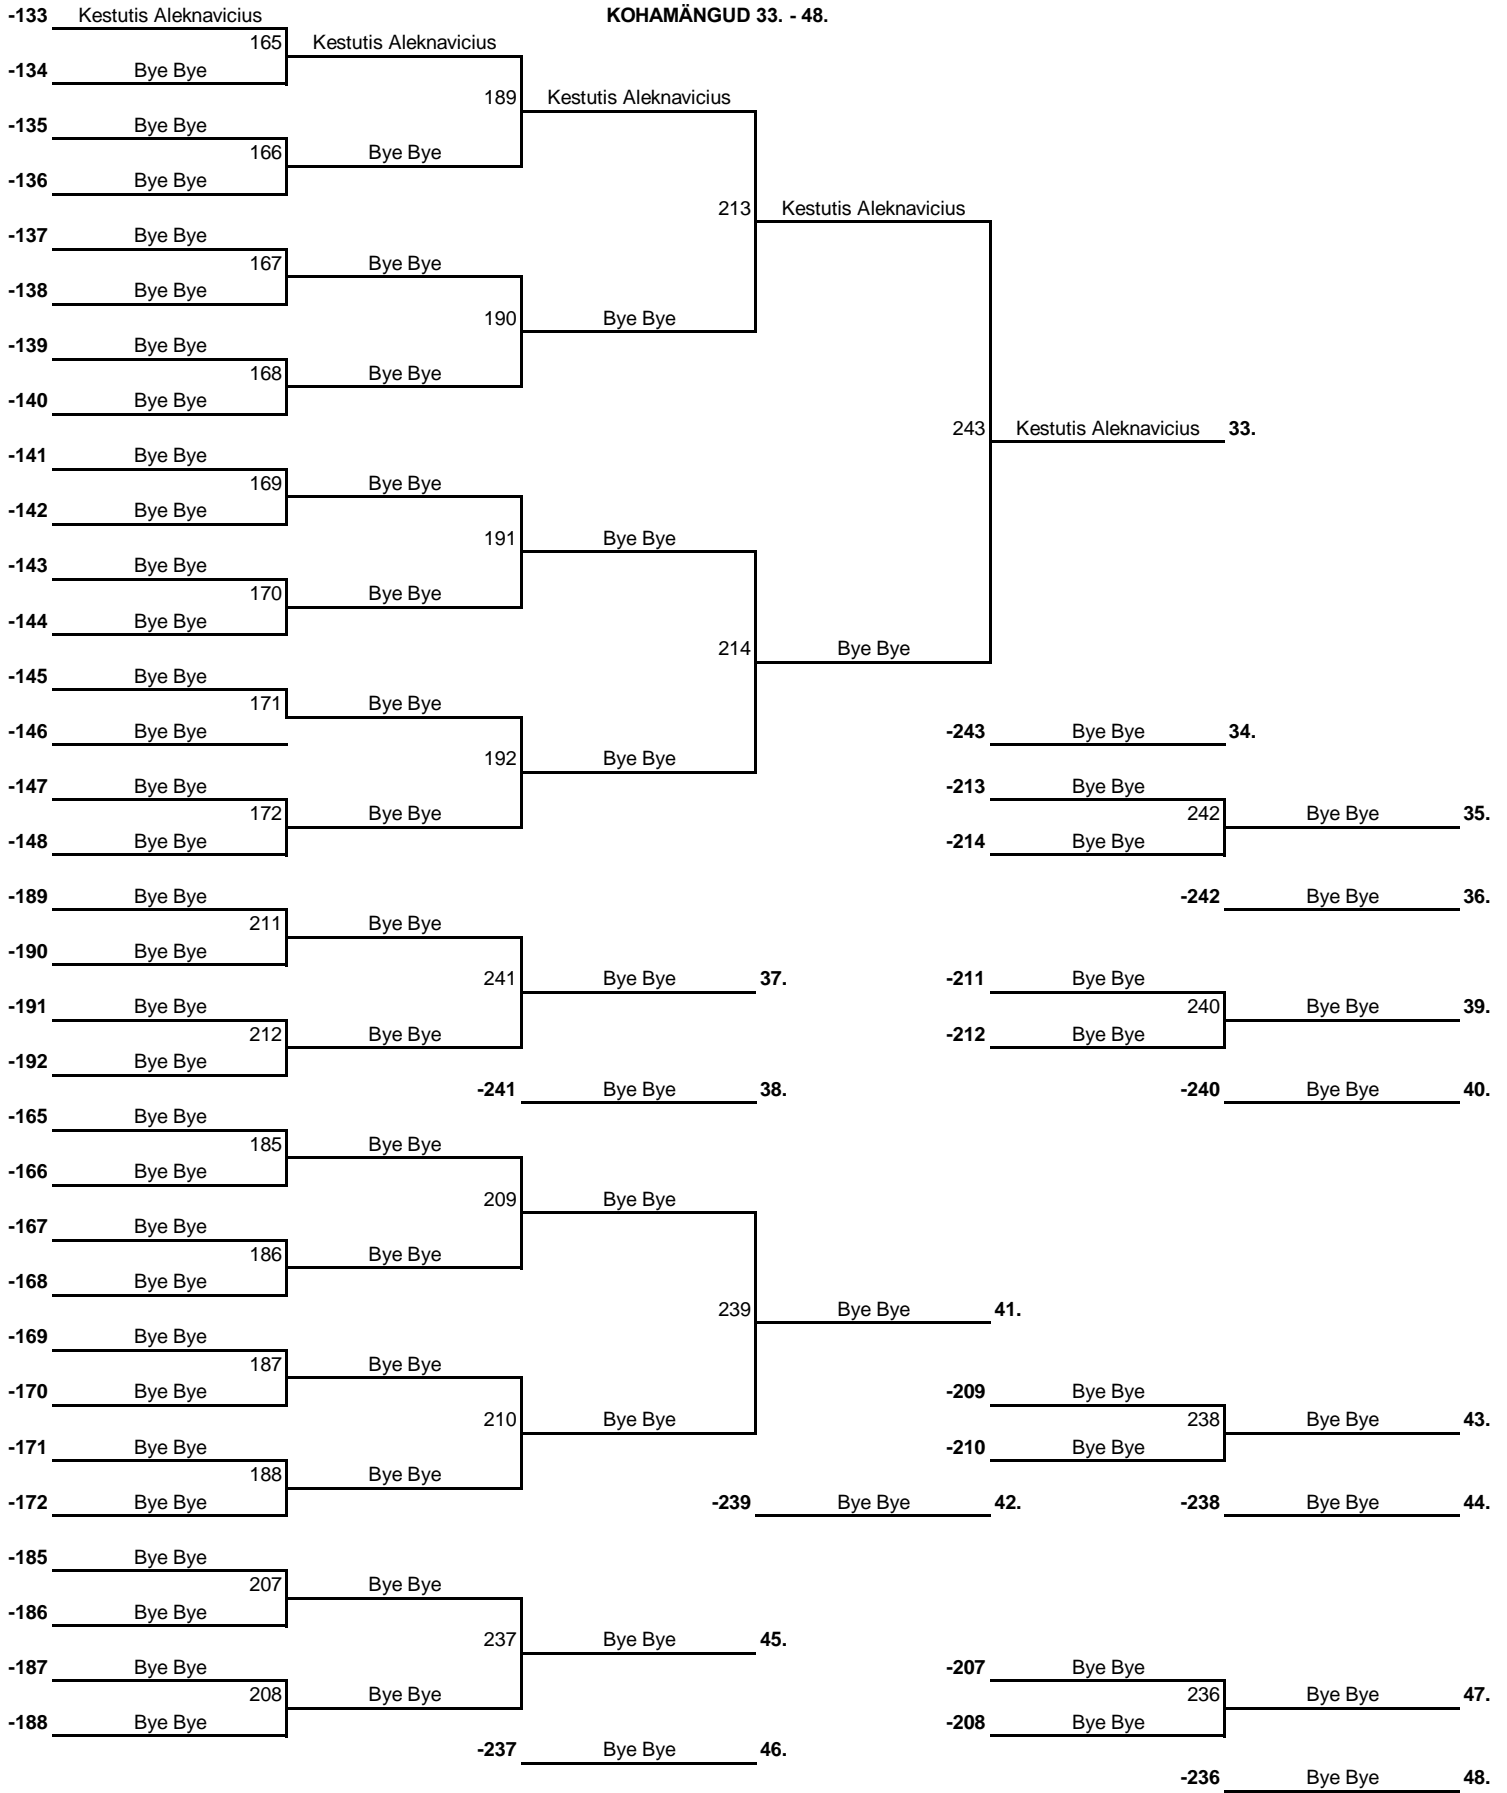 -133 Kestutis Aleknavicius KOHAMÄNGUD 33. - 48.
165 Kestutis Aleknavicius
-134 Bye Bye
189 Kestutis Aleknavicius
-135 Bye Bye
166 Bye Bye
-136 Bye Bye
213 Kestutis Aleknavicius
-137 Bye Bye
167 Bye Bye
-138 Bye Bye
190 Bye Bye
-139 Bye Bye
168 Bye Bye
-140 Bye Bye
243 Kestutis Aleknavicius 33.
-141 Bye Bye
169 Bye Bye
-142 Bye Bye
191 Bye Bye
-143 Bye Bye
170 Bye Bye
-144 Bye Bye
214 Bye Bye
-145 Bye Bye
171 Bye Bye
-146 Bye Bye -243 Bye Bye 34.
192 Bye Bye
-147 Bye Bye -213 Bye Bye
172 Bye Bye 242 Bye Bye 35.
-148 Bye Bye -214 Bye Bye
-189 Bye Bye -242 Bye Bye 36.
211 Bye Bye
-190 Bye Bye
241 Bye Bye 37. -211 Bye Bye
-191 Bye Bye 240 Bye Bye 39.
212 Bye Bye -212 Bye Bye
-192 Bye Bye
-241 Bye Bye 38. -240 Bye Bye 40.
-165 Bye Bye
185 Bye Bye
-166 Bye Bye
209 Bye Bye
-167 Bye Bye
186 Bye Bye
-168 Bye Bye
239 Bye Bye 41.
-169 Bye Bye
187 Bye Bye
-170 Bye Bye -209 Bye Bye
210 Bye Bye 238 Bye Bye 43.
-171 Bye Bye -210 Bye Bye
188 Bye Bye
-172 Bye Bye -239 Bye Bye 42. -238 Bye Bye 44.
-185 Bye Bye
207 Bye Bye
-186 Bye Bye
237 Bye Bye 45.
-187 Bye Bye -207 Bye Bye
208 Bye Bye 236 Bye Bye 47.
-188 Bye Bye -208 Bye Bye
-237 Bye Bye 46.
-236 Bye Bye 48.